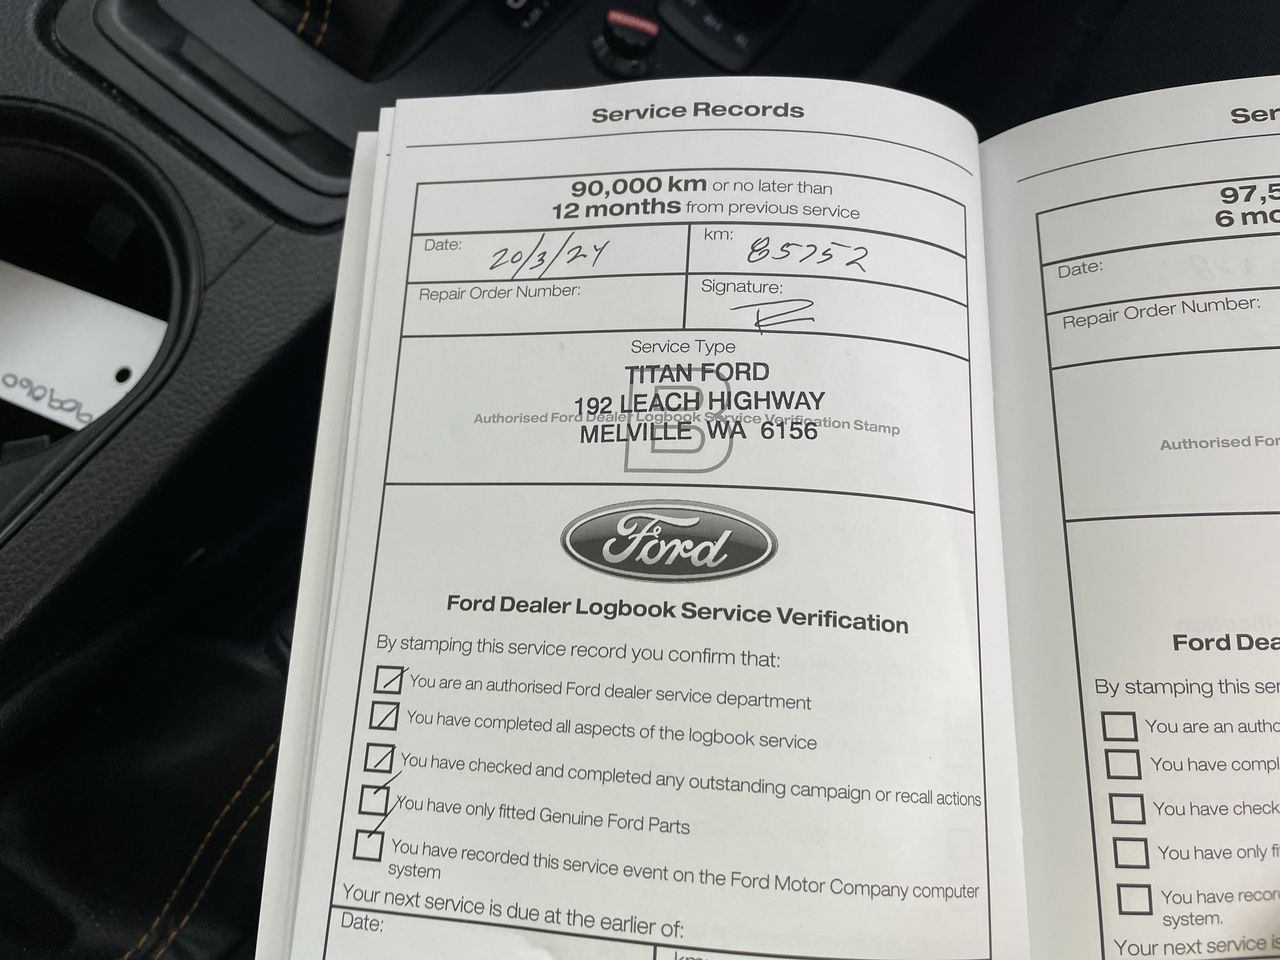 Service Records
90,000 km or no later than
12 months from previous service
Date: 20/3/24
km: 85752
Repair Order Number:
Signature:
Service Type
B
TITAN FORD
192 LEACH HIGHWAY
Authorised Ford Dealer Logbook Service Verification Stamp
MELVILLE WA 6156
Ford
Ford Dealer Logbook Service Verification
By stamping this service record you confirm that:
You are an authorised Ford dealer service department
You have completed all aspects of the logbook service
You have checked and completed any outstanding campaign or recall actions
You have only fitted Genuine Ford Parts
You have recorded this service event on the Ford Motor Company computer
system
Your next service is due at the earlier of:
Date:
km
Ser
97,5
6 mo
Date:
Repair Order Number:
Authorised For
Ford Dea
By stamping this ser
You are an autho
You have compl
You have check
You have only fi
You have recor
system.
Your next service is